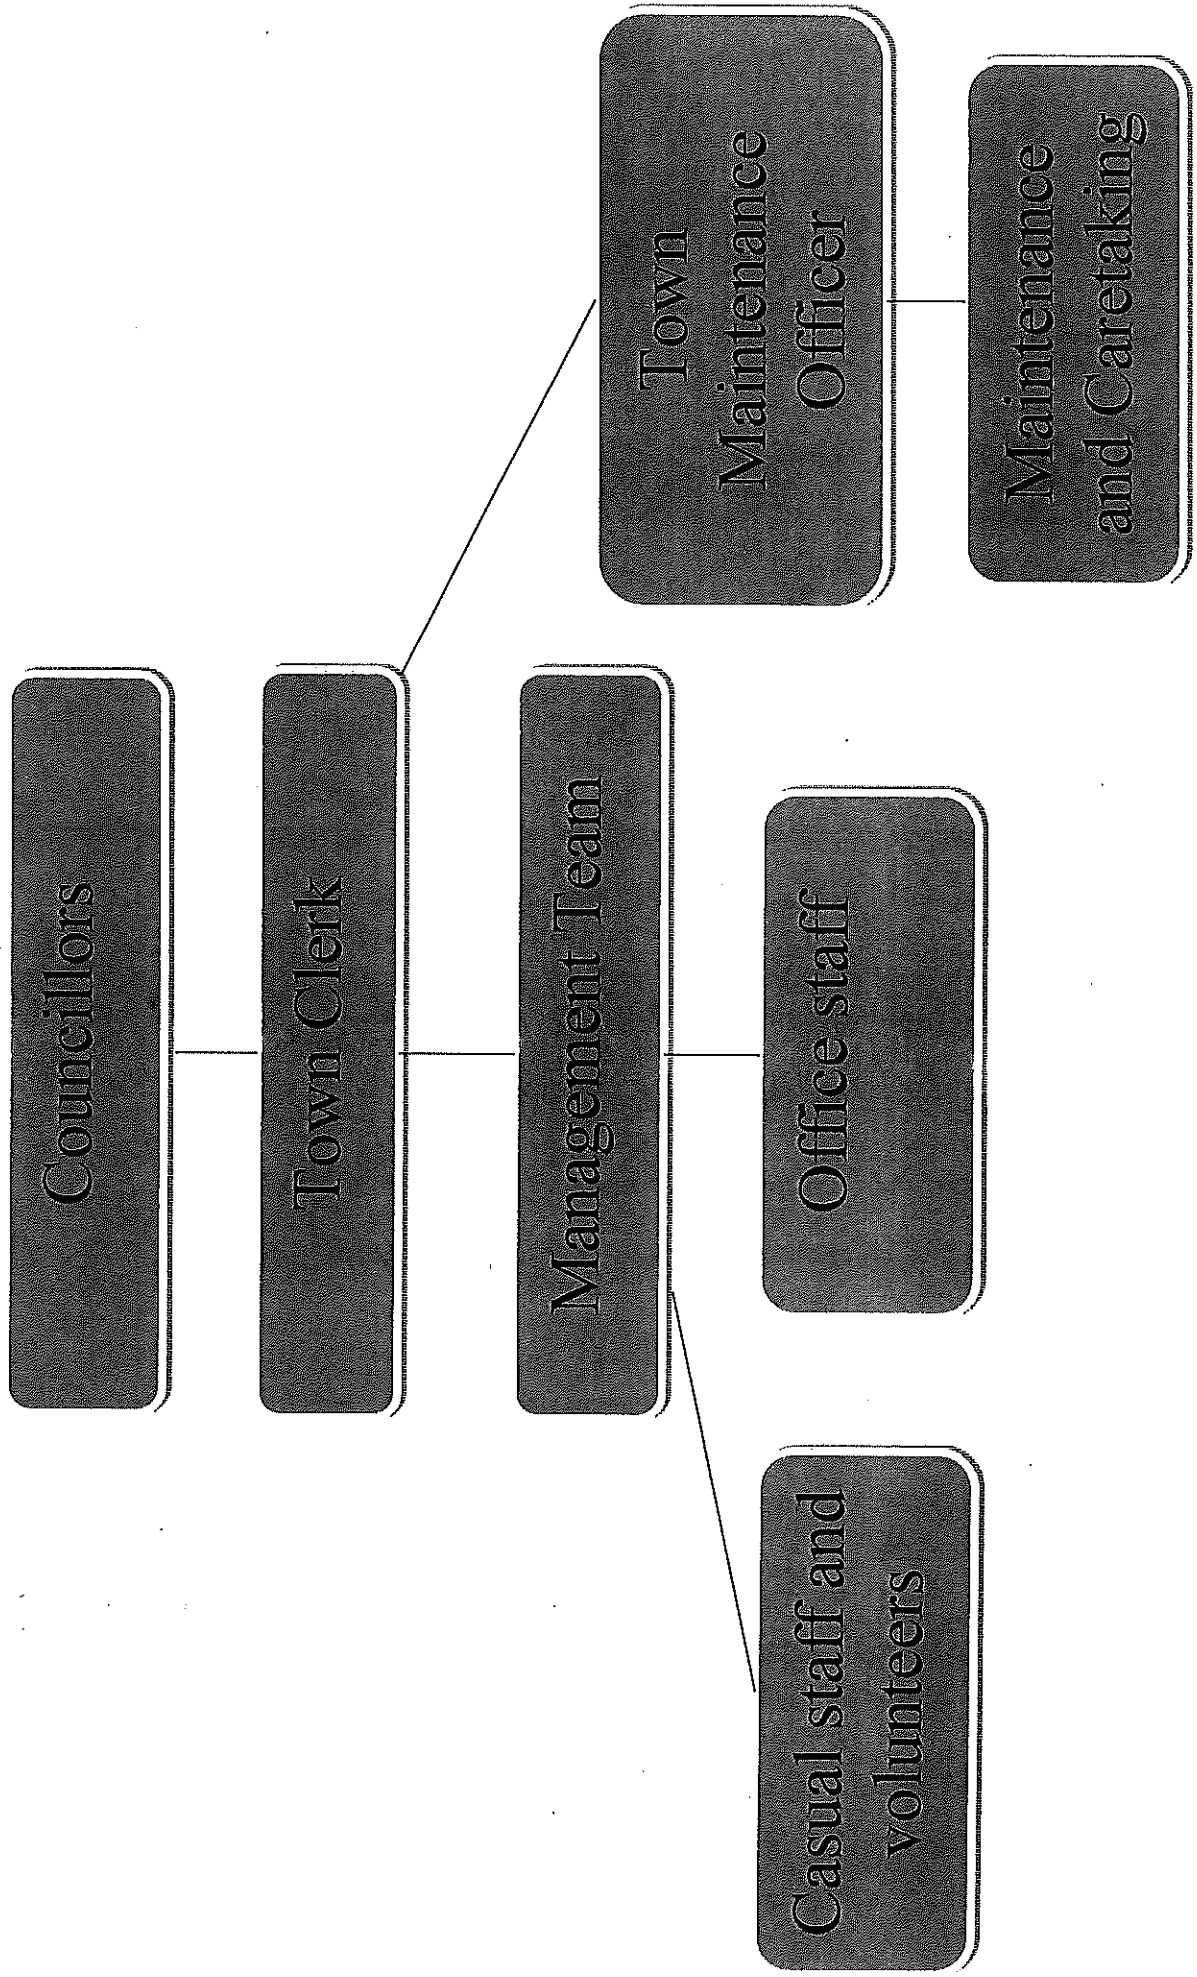 Councillors
Town Clerk
Management Team
Town
Maintenance
Officer
Casual staff and
volunteers
Office staff
Maintenance
and Caretaking